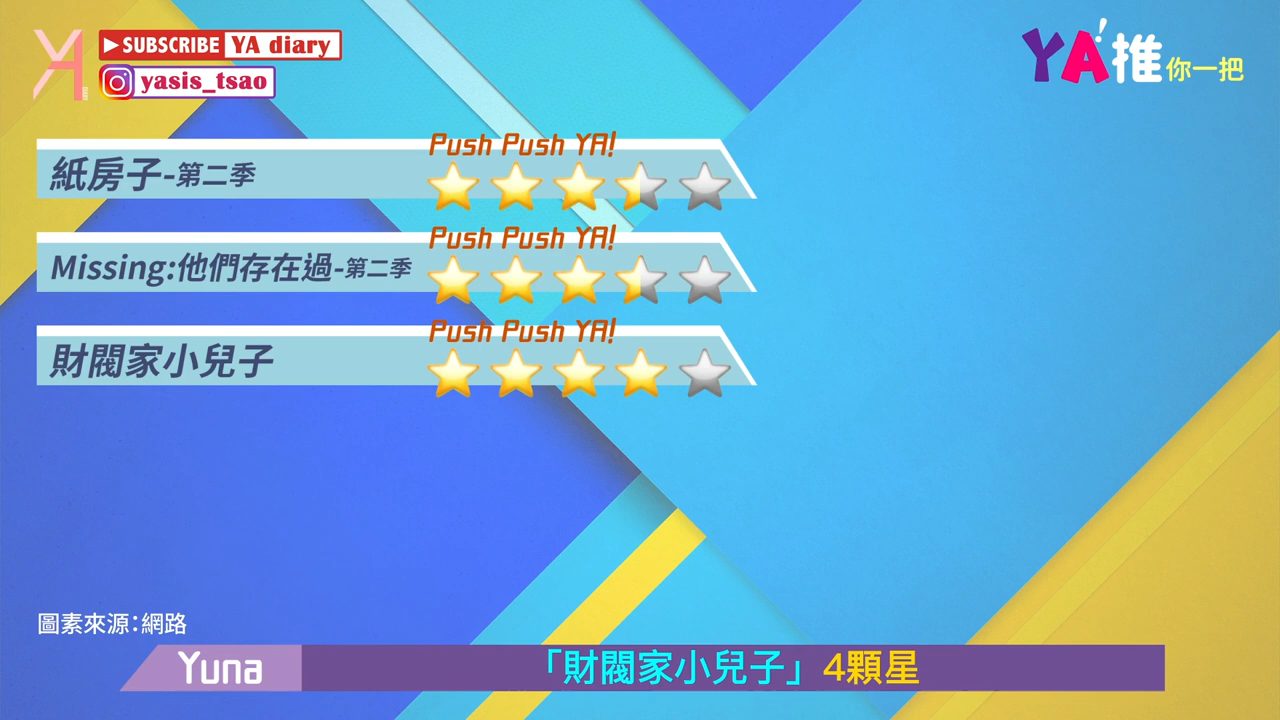 YA
DIARY
SUBSCRIBE YA diary
yasis_tsao
YA!推你一把
Push Push YA!
紙房子-第二季
Push Push YA!
Missing:他們存在過-第二季
Push Push YA!
財閥家小兒子
圖素來源:網路
Yuna
「財閥家小兒子」4顆星